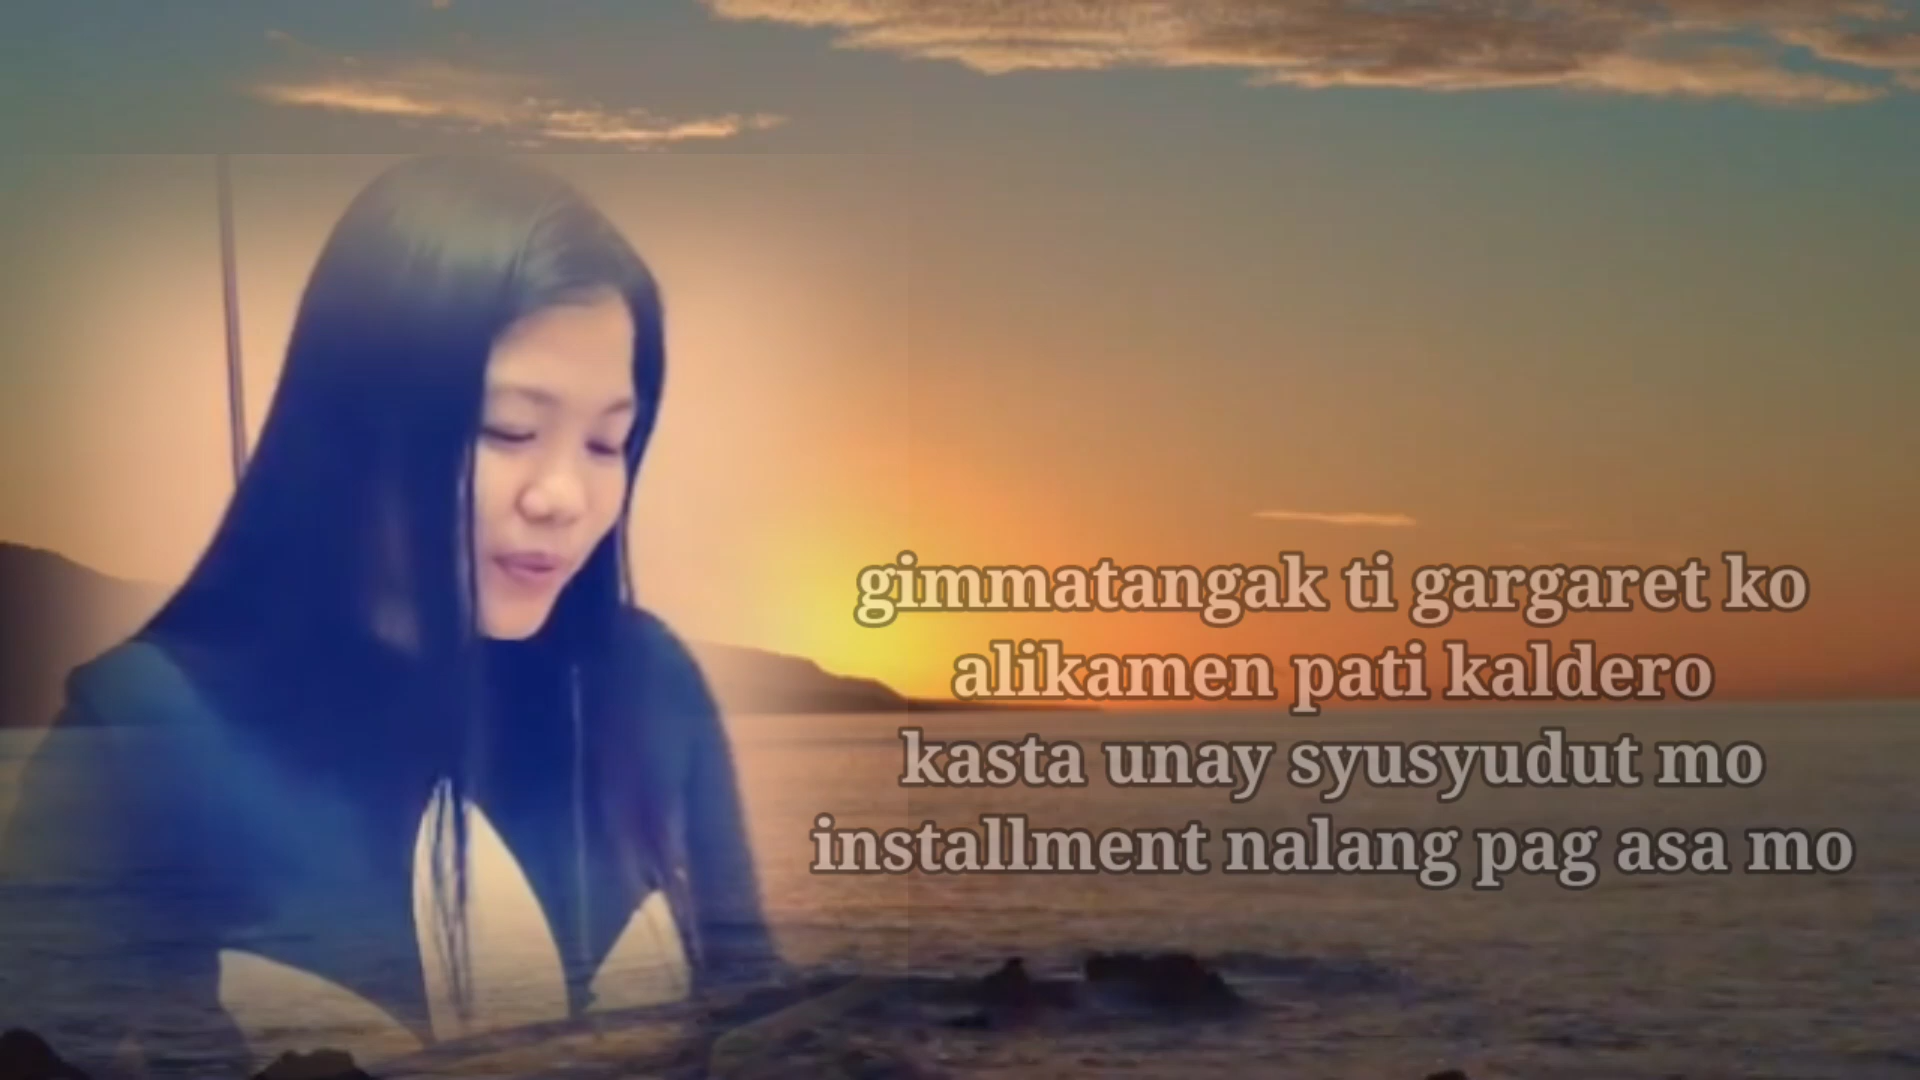 gimmatangak ti gargaret ko
alikamen pati kaldero
kasta unay syusyudut mo
installment nalang pag asa mo